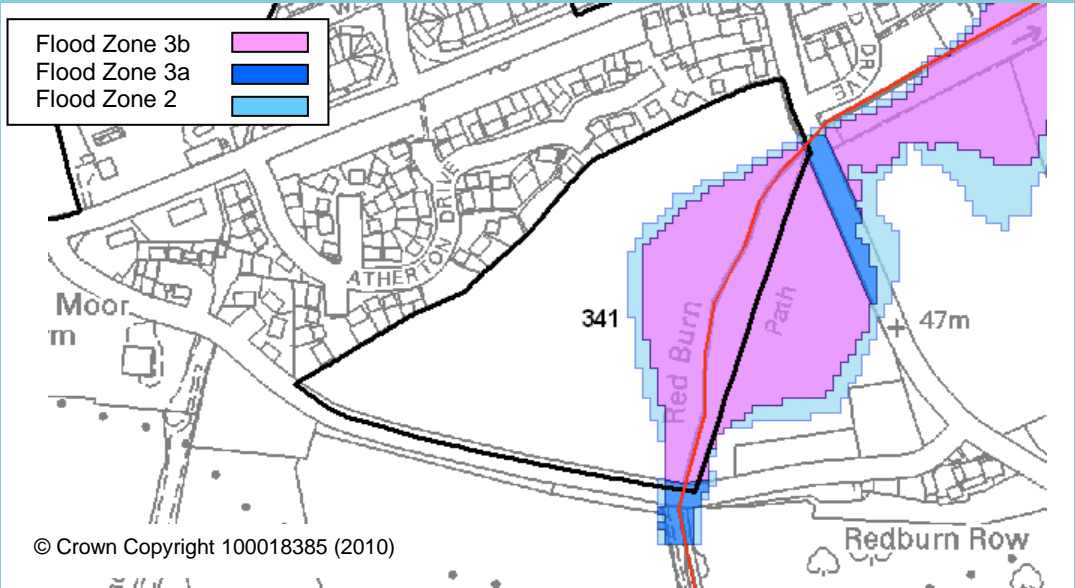 Flood Zone 3b
Flood Zone 3a
Flood Zone 2
DRIVE
ATHERTON DRIVE
Moor
m
341
Red Burn
Path
47m
Redburn Row
© Crown Copyright 100018385 (2010)